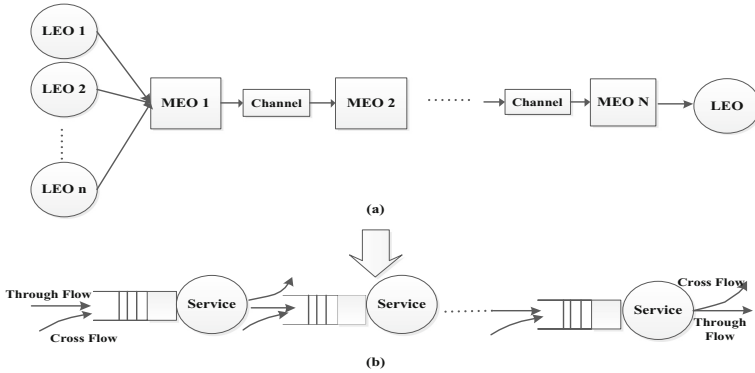 LEO 1
LEO 2
LEO n
MEO 1
Channel
MEO 2
Channel
MEO N
LEO
(a)
Through Flow
Cross Flow
Service
Service
Service
Cross Flow
Through
Flow
(b)